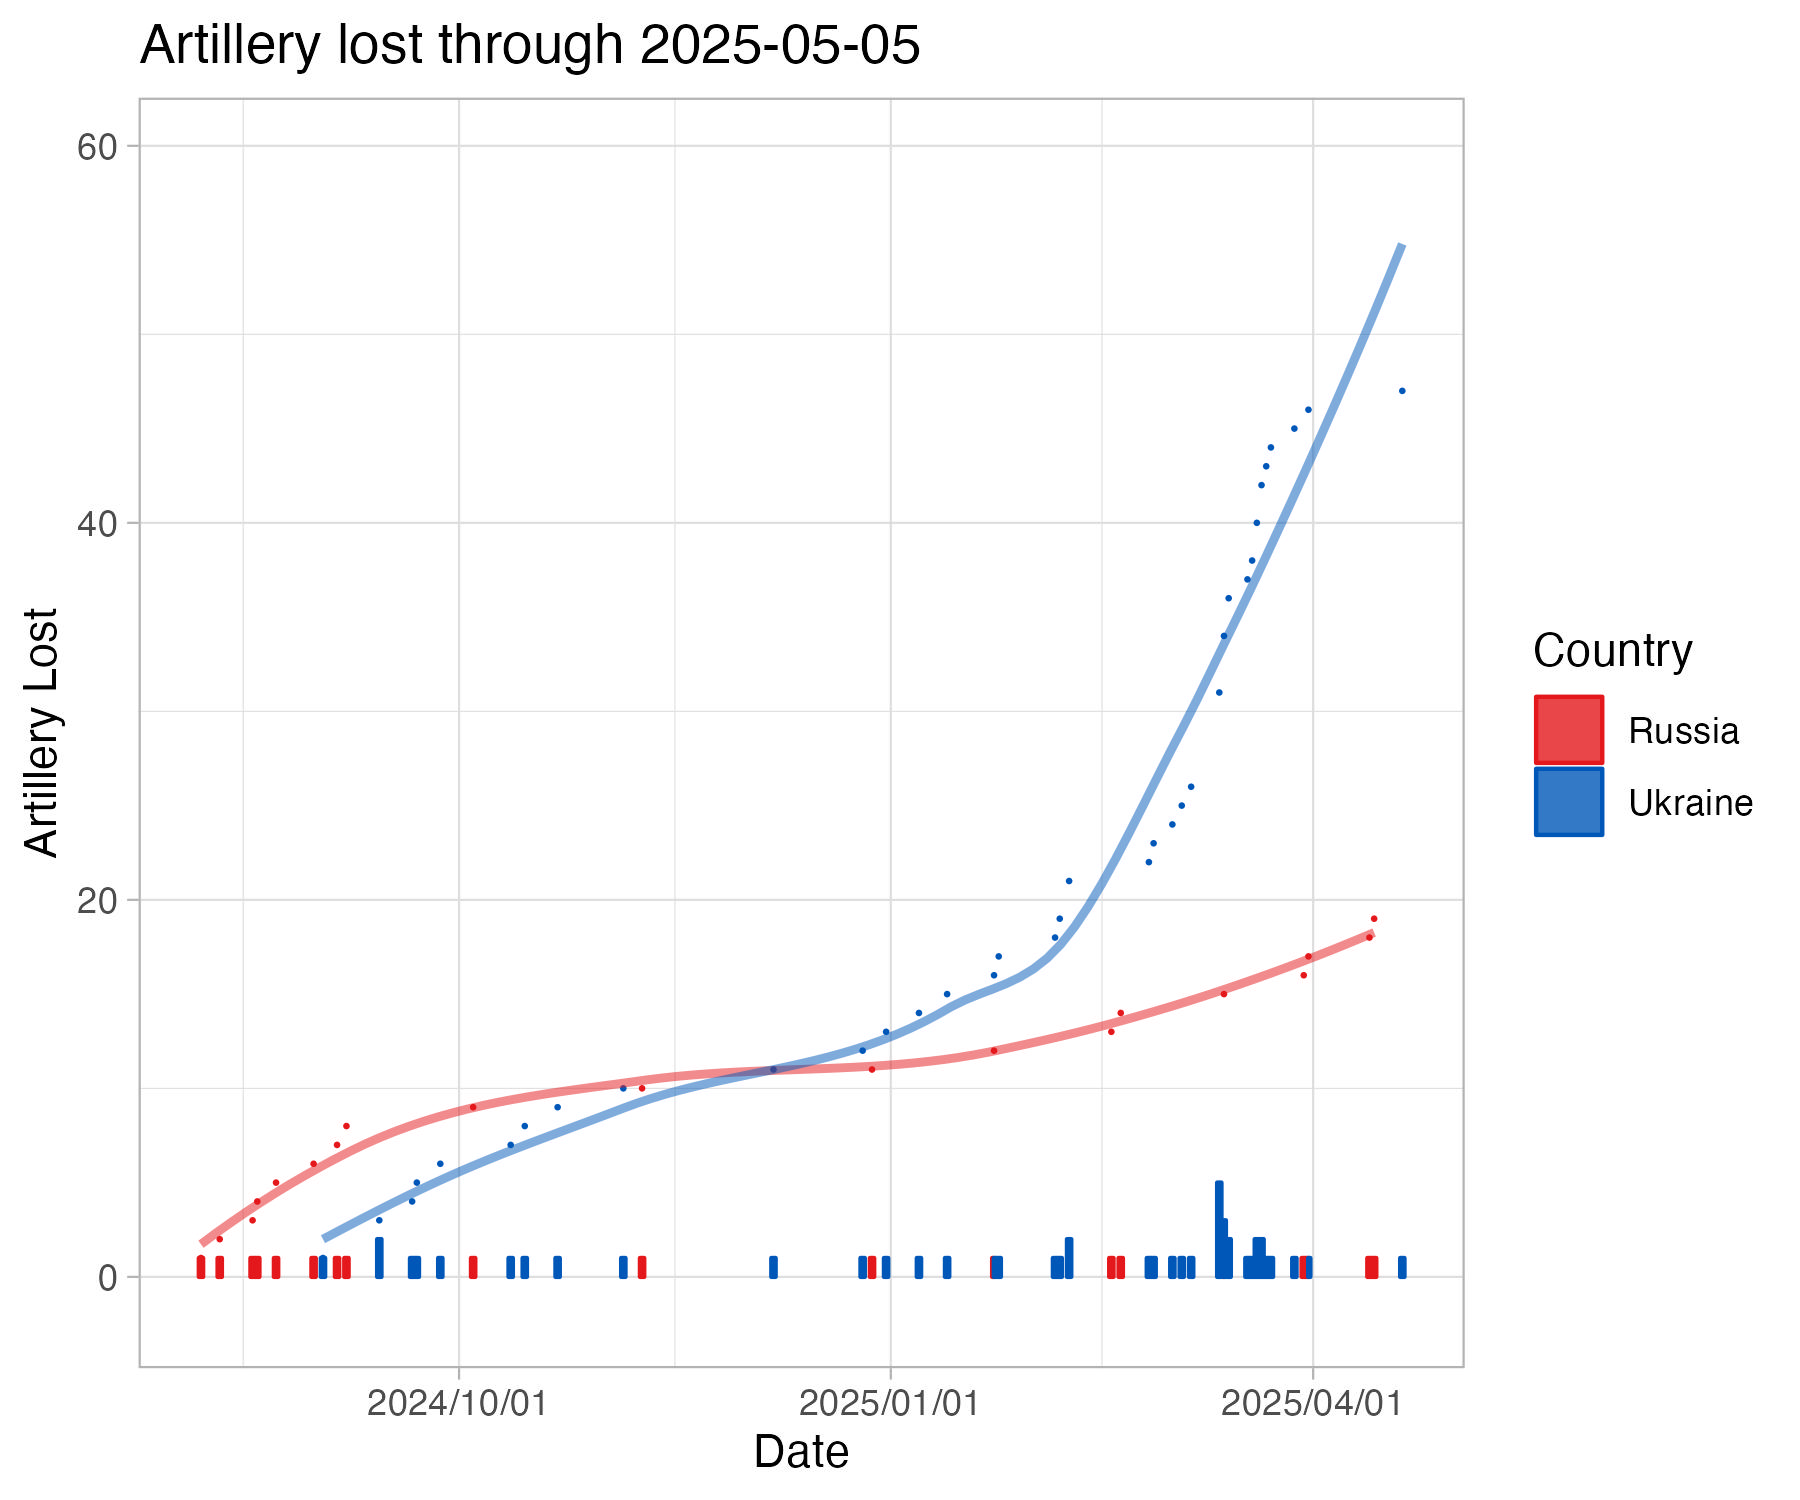 Artillery lost through 2025-05-05
60
40
20
0
Artillery Lost
2024/10/01
2025/01/01
2025/04/01
Date
Country
Russia
Ukraine